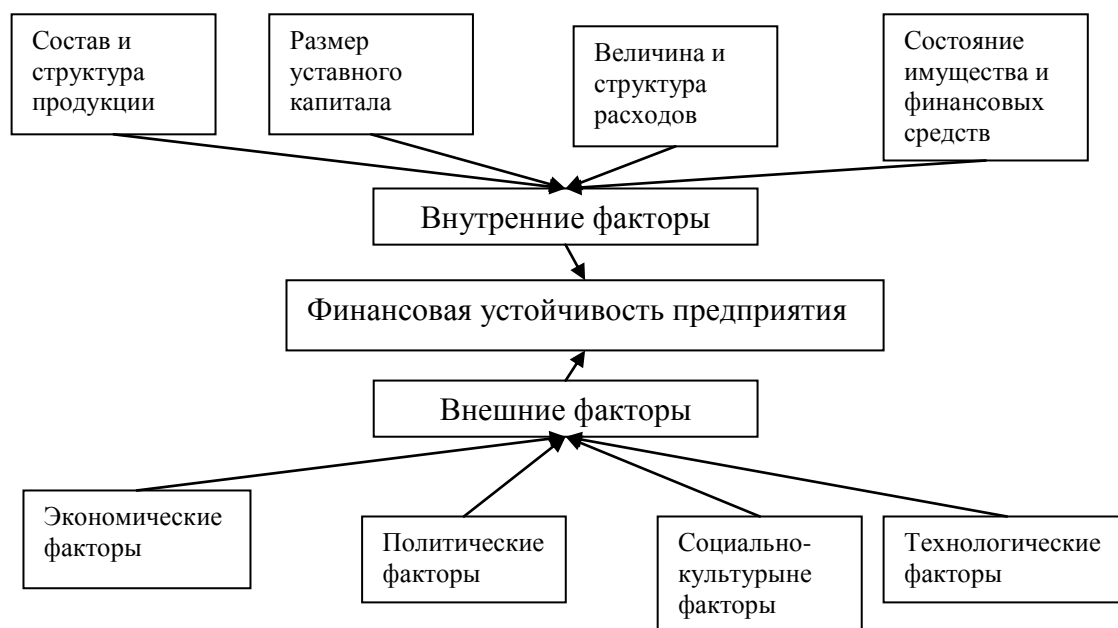 Состав и
структура
продукции
Размер
уставного
капитала
Величина и
структура
расходов
Состояние
имущества и
финансовых
средств
Внутренние факторы
Финансовая устойчивость предприятия
Внешние факторы
Экономические
факторы
Политические
факторы
Социально-
культурыне
факторы
Технологические
факторы